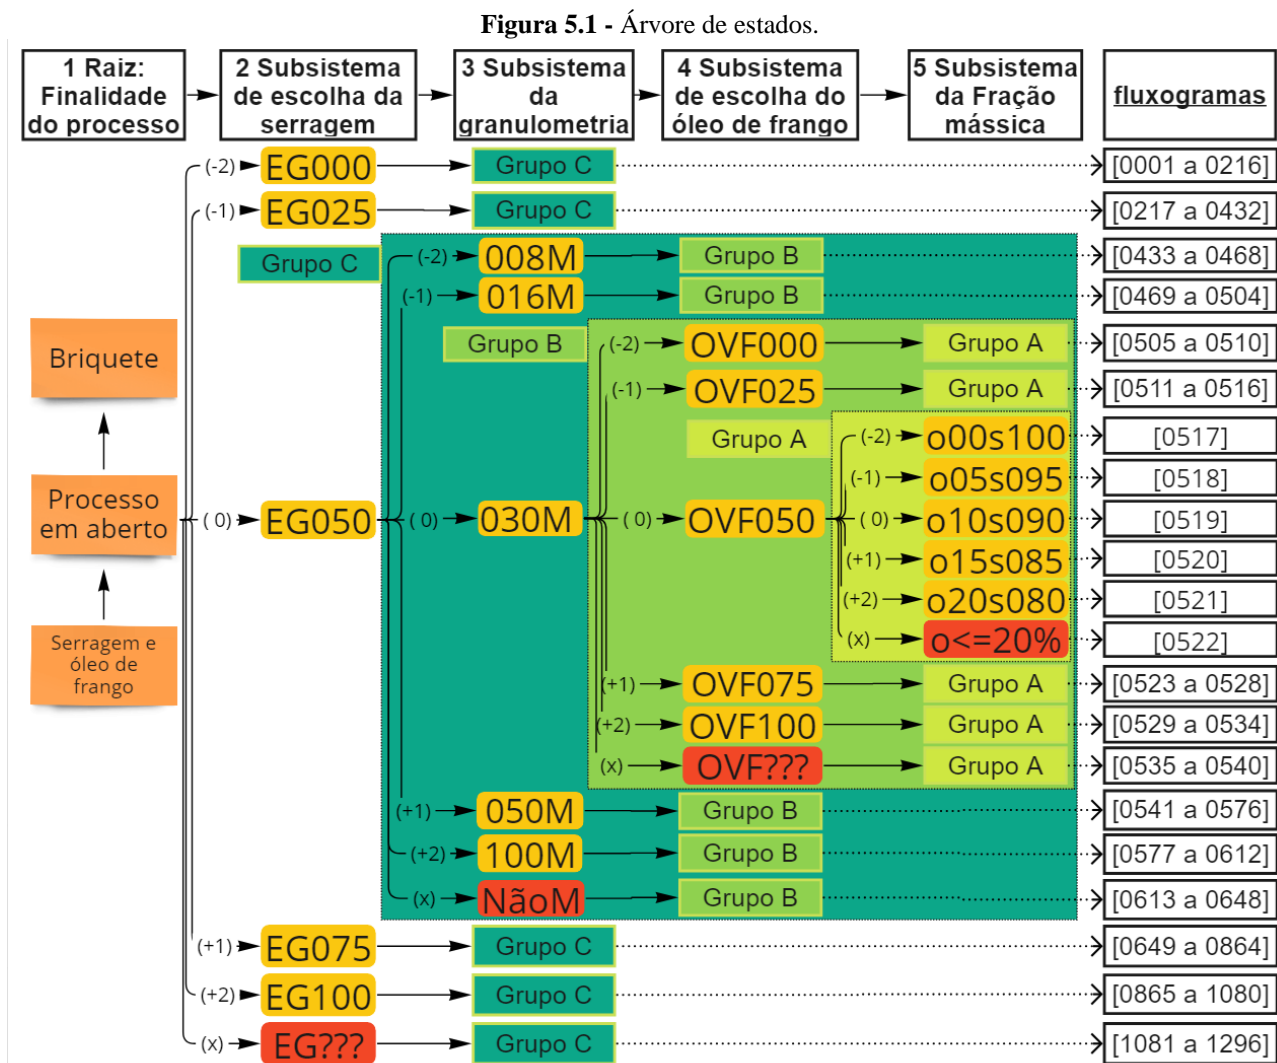 Figura 5.1 - Árvore de estados.
1 Raiz:
Finalidade
do processo
2 Subsistema
de escolha da
serragem
3 Subsistema
da
granulometria
4 Subsistema
de escolha do
óleo de frango
5 Subsistema
da Fração
mássica
fluxogramas
(-2) EG000 Grupo C [0001 a 0216]
(-1) EG025 Grupo C [0217 a 0432]
Grupo C
(-2) 008M Grupo B [0433 a 0468]
(-1) 016M Grupo B [0469 a 0504]
Grupo B
(-2) OVF000 Grupo A [0505 a 0510]
Briquete
(-1) OVF025 Grupo A [0511 a 0516]
Grupo A
(-2) o00s100 [0517]
(-1) o05s095 [0518]
Processo
em aberto
( 0) EG050 ( 0) 030M ( 0) OVF050 ( 0) o10s090 [0519]
(+1) o15s085 [0520]
(+2) o20s080 [0521]
(x) o<=20% [0522]
Serragem e
óleo de
frango
(+1) OVF075 Grupo A [0523 a 0528]
(+2) OVF100 Grupo A [0529 a 0534]
(x) OVF??? Grupo A [0535 a 0540]
(+1) 050M Grupo B [0541 a 0576]
(+2) 100M Grupo B [0577 a 0612]
(x) NãoM Grupo B [0613 a 0648]
(+1) EG075 Grupo C [0649 a 0864]
(+2) EG100 Grupo C [0865 a 1080]
(x) EG??? Grupo C [1081 a 1296]